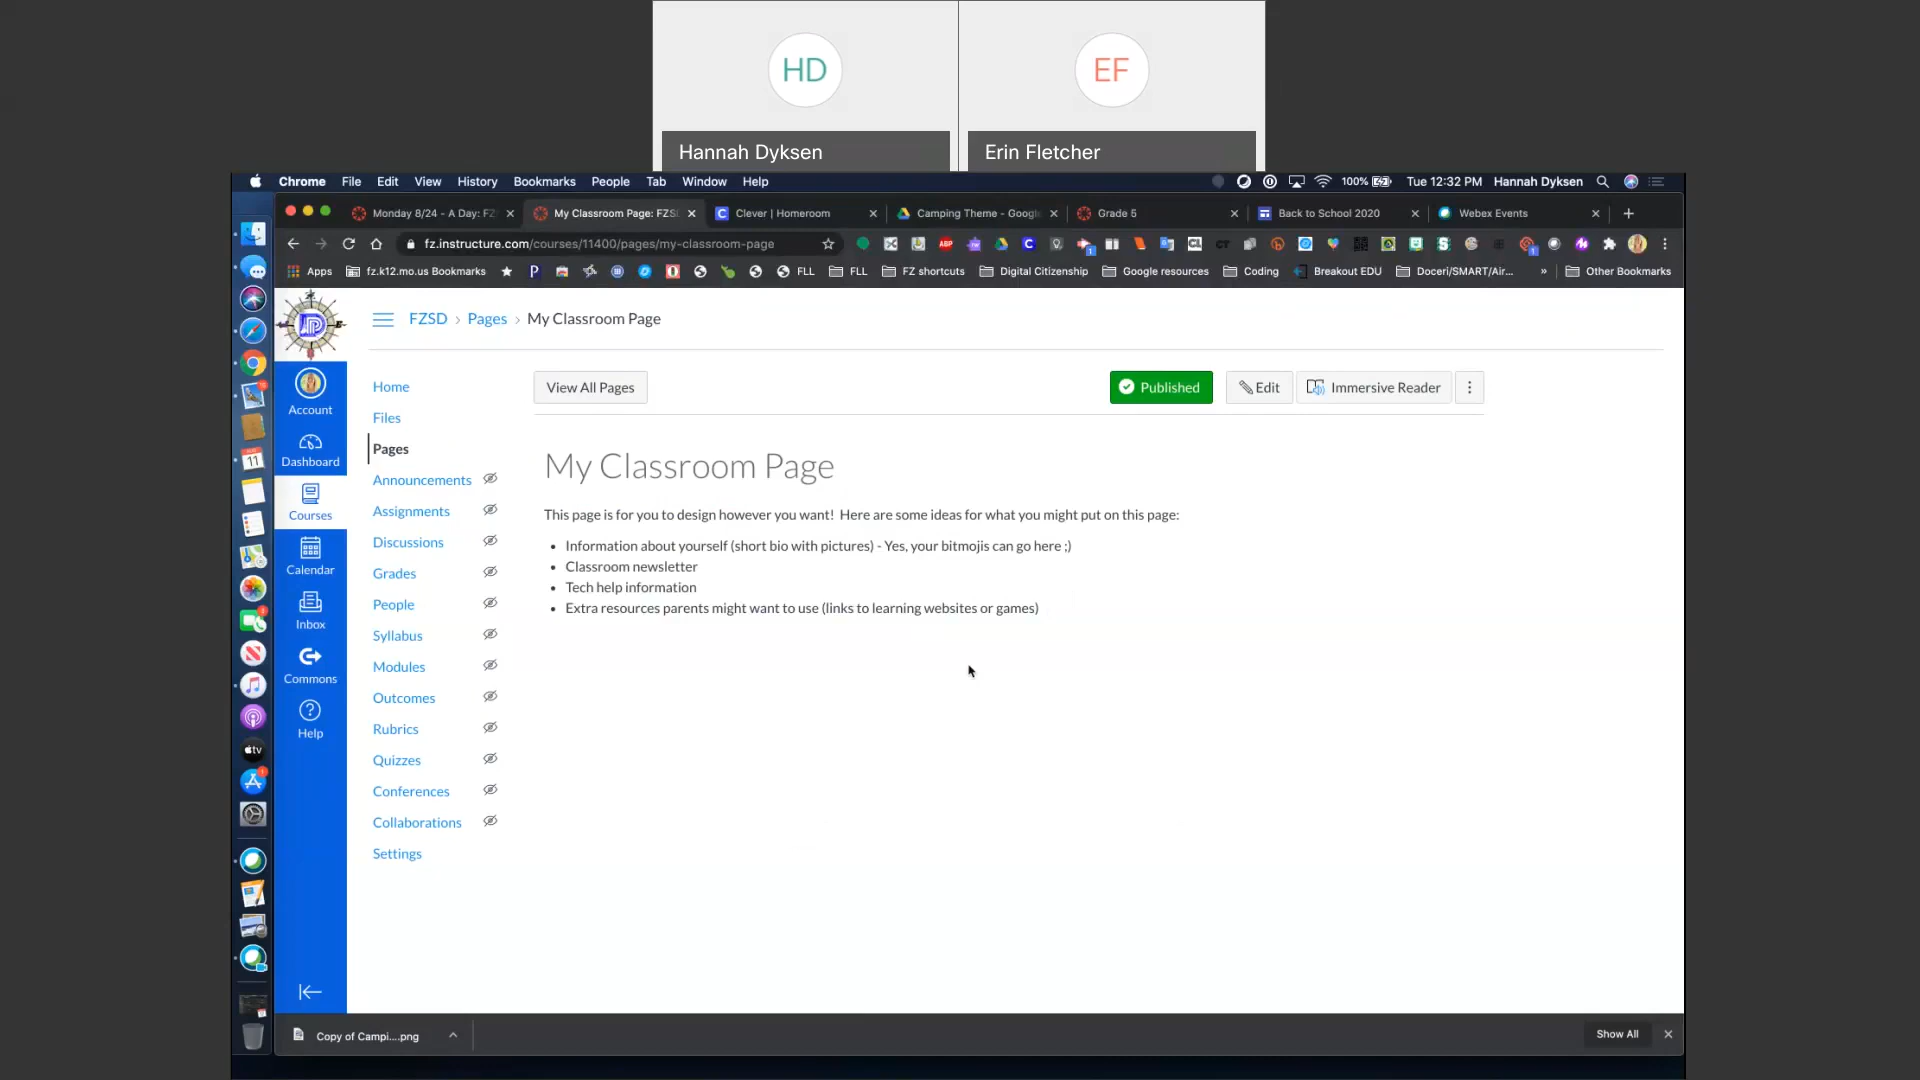 HD
EF
Hannah Dyksen
Erin Fletcher
Chrome File Edit View History Bookmarks People Tab Window Help
100% Tue 12:32 PM Hannah Dyksen
Monday 8/24 - A Day: FZ
My Classroom Page: FZS
Clever | Homeroom
Camping Theme - Google
Grade 5
Back to School 2020
Webex Events
fz.instructure.com/courses/11400/pages/my-classroom-page
Apps
fz.k12.mo.us Bookmarks
FLL
FLL
FZ shortcuts
Digital Citizenship
Google resources
Coding
Breakout EDU
Doceri/SMART/Air...
»
Other Bookmarks
FZSD › Pages › My Classroom Page
Account
Dashboard
Courses
Calendar
Inbox
Commons
Help
Home
Files
Pages
Announcements
Assignments
Discussions
Grades
People
Syllabus
Modules
Outcomes
Rubrics
Quizzes
Conferences
Collaborations
Settings
View All Pages
Published
Edit
Immersive Reader
My Classroom Page
This page is for you to design however you want! Here are some ideas for what you might put on this page:
• Information about yourself (short bio with pictures) - Yes, your bitmojis can go here ;)
• Classroom newsletter
• Tech help information
• Extra resources parents might want to use (links to learning websites or games)
Copy of Campi....png
Show All